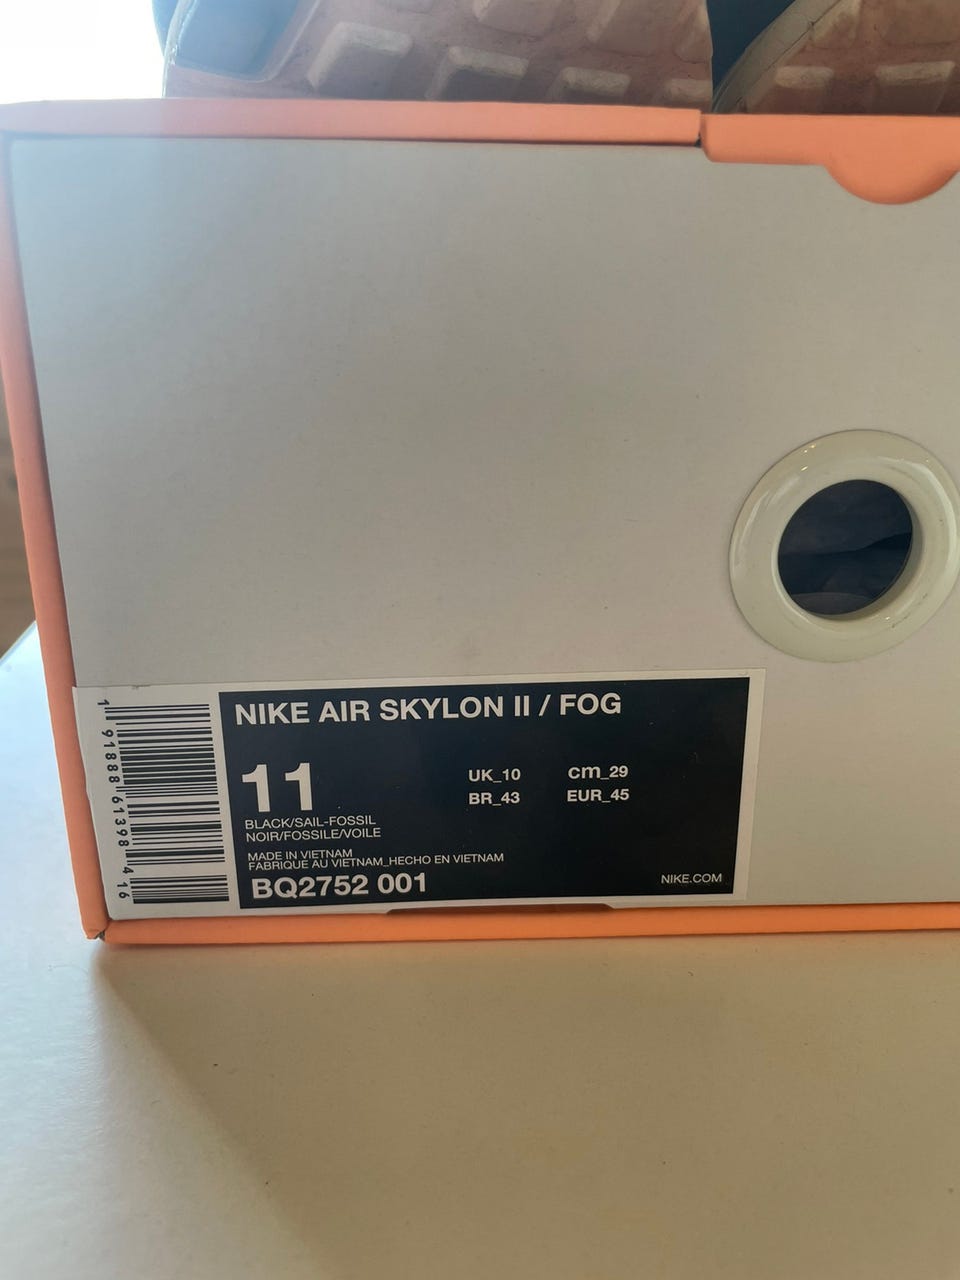 NIKE AIR SKYLON II / FOG
11
UK_10 cm_29
BR_43 EUR_45
BLACK/SAIL-FOSSIL
NOIR/FOSSILE/VOILE
MADE IN VIETNAM
FABRIQUE AU VIETNAM_HECHO EN VIETNAM
BQ2752 001
NIKE.COM
1 91888 61398 4 16